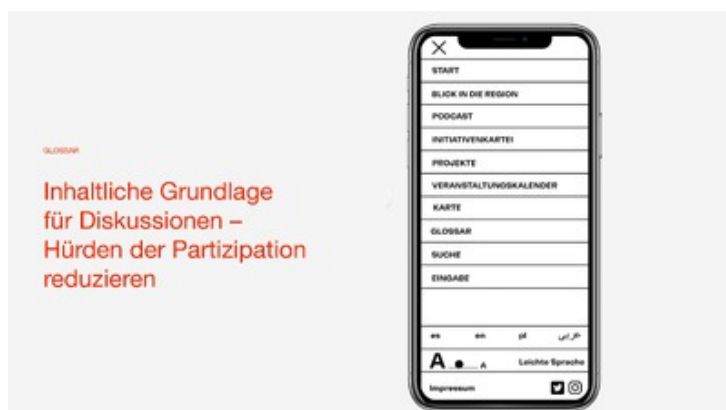 GLOSSAR
Inhaltliche Grundlage
für Diskussionen –
Hürden der Partizipation
reduzieren
START
BLICK IN DIE REGION
PODCAST
INITIATIVENKARTEI
PROJEKTE
VERANSTALTUNGSKALENDER
KARTE
GLOSSAR
SUCHE
EINGABE
es en pl عربي
A A Leichte Sprache
Impressum